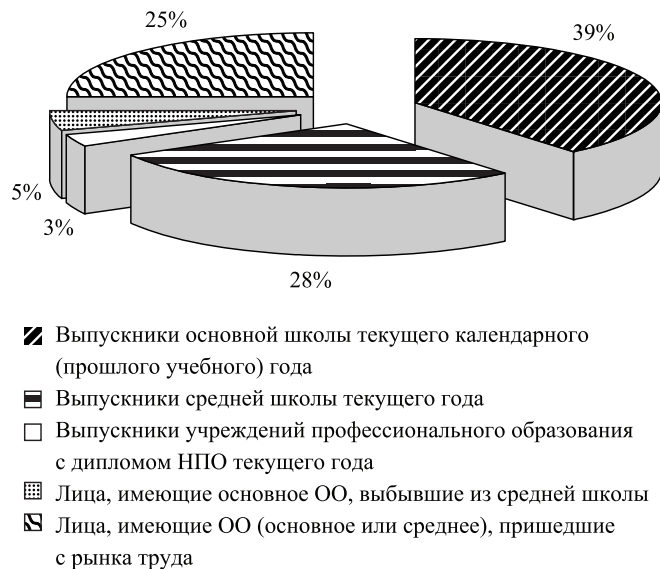 25%
39%
5%
3%
28%
Выпускники основной школы текущего календарного
(прошлого учебного) года
Выпускники средней школы текущего года
Выпускники учреждений профессионального образования
с дипломом НПО текущего года
Лица, имеющие основное ОО, выбывшие из средней школы
Лица, имеющие ОО (основное или среднее), пришедшие
с рынка труда